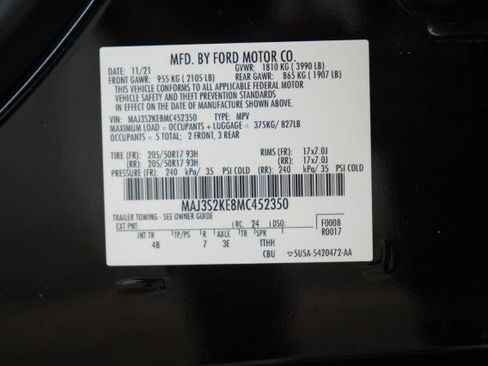 MFD. BY FORD MOTOR CO.
11/21 GVWR: 1810 KG ( 3990 LB)
FRONT GAWR: 955 KG ( 2105 LB) REAR GAWR: 865 KG ( 1907 LB)
THIS VEHICLE CONFORMS TO ALL APPLICABLE FEDERAL MOTOR
VEHICLE SAFETY AND BUMPER STANDARDS IN EFFECT ON THE DATE OF
MANUFACTURE SHOWN ABOVE.
VIN: MAJ3S2KE8MC452350 TYPE: MPV
MAXIMUM LOAD = OCCUPANTS + LUGGAGE = 375KG/ 827LB
OCCUPANTS = 5 TOTAL; 2 FRONT, 3 REAR
TIRE (FR): 205/50R17 93H RIMS (FR): 17x7.0J
(RR): 205/50R17 93H (RR): 17x7.0J
PRESSURE (FR): 240 kPa/ 35 PSI COLD (RR): 240 kPa/ 35 PSI COLD
MAJ3S2KE8MC452350
TRAILER TOWING - SEE OWNER GUIDE
EXT PNT: RC: 24 DSO: F0008
INT TR TP/PS R AXLE TR SPR R0017
4B 7 3E TTHH
CBU 5U5A-5420472-AA